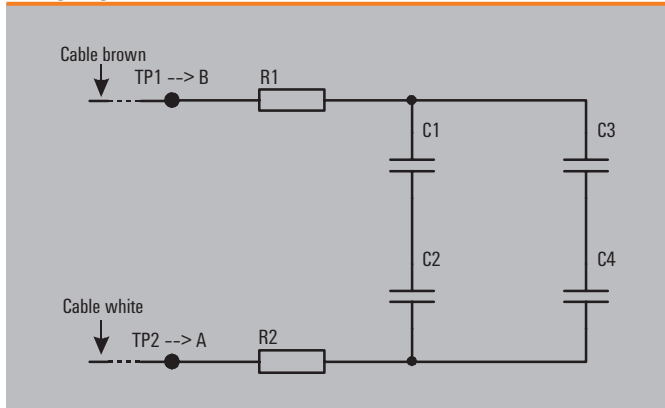 Cable brown
TP1 --> B
R1
C1
C3
C2
C4
Cable white
TP2 --> A
R2